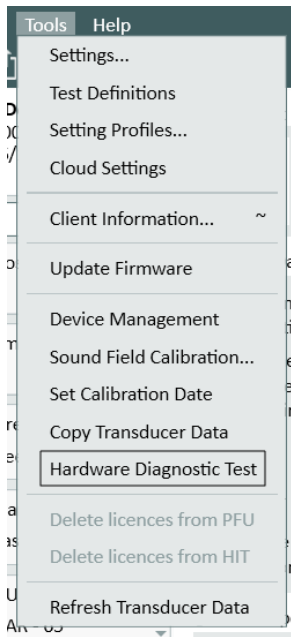 Tools Help
Settings...
Test Definitions
Setting Profiles...
Cloud Settings
Client Information... ~
Update Firmware
Device Management
Sound Field Calibration...
Set Calibration Date
Copy Transducer Data
Hardware Diagnostic Test
Delete licences from PFU
Delete licences from HIT
Refresh Transducer Data